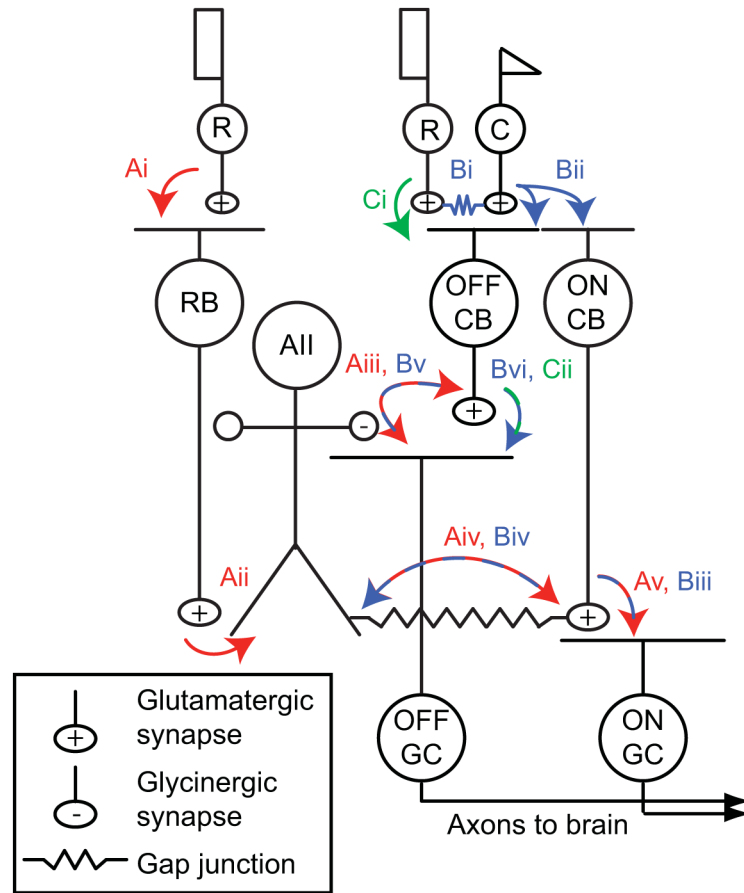 R
R
C
Ai
Bi
Bii
Ci
+
+
+
RB
OFF
CB
ON
CB
AII
Aiii, Bv
Bvi, Cii
+
-
Aiv, Biv
Aii
Av, Biii
+
+
OFF
GC
ON
GC
Axons to brain
Glutamatergic
synapse
+
Glycinergic
synapse
-
Gap junction